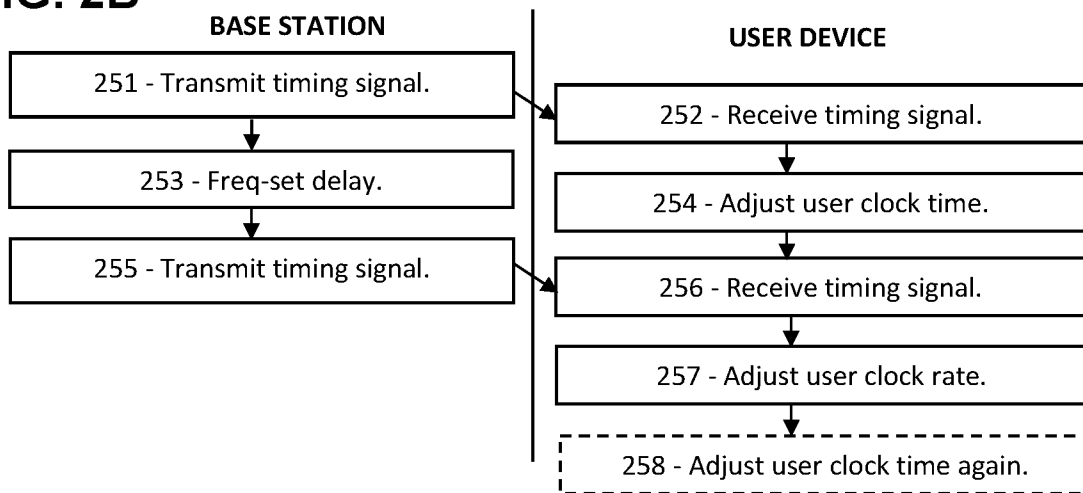 2B
BASE STATION
USER DEVICE
251 - Transmit timing signal.
252 - Receive timing signal.
253 - Freq-set delay.
254 - Adjust user clock time.
255 - Transmit timing signal.
256 - Receive timing signal.
257 - Adjust user clock rate.
258 - Adjust user clock time again.